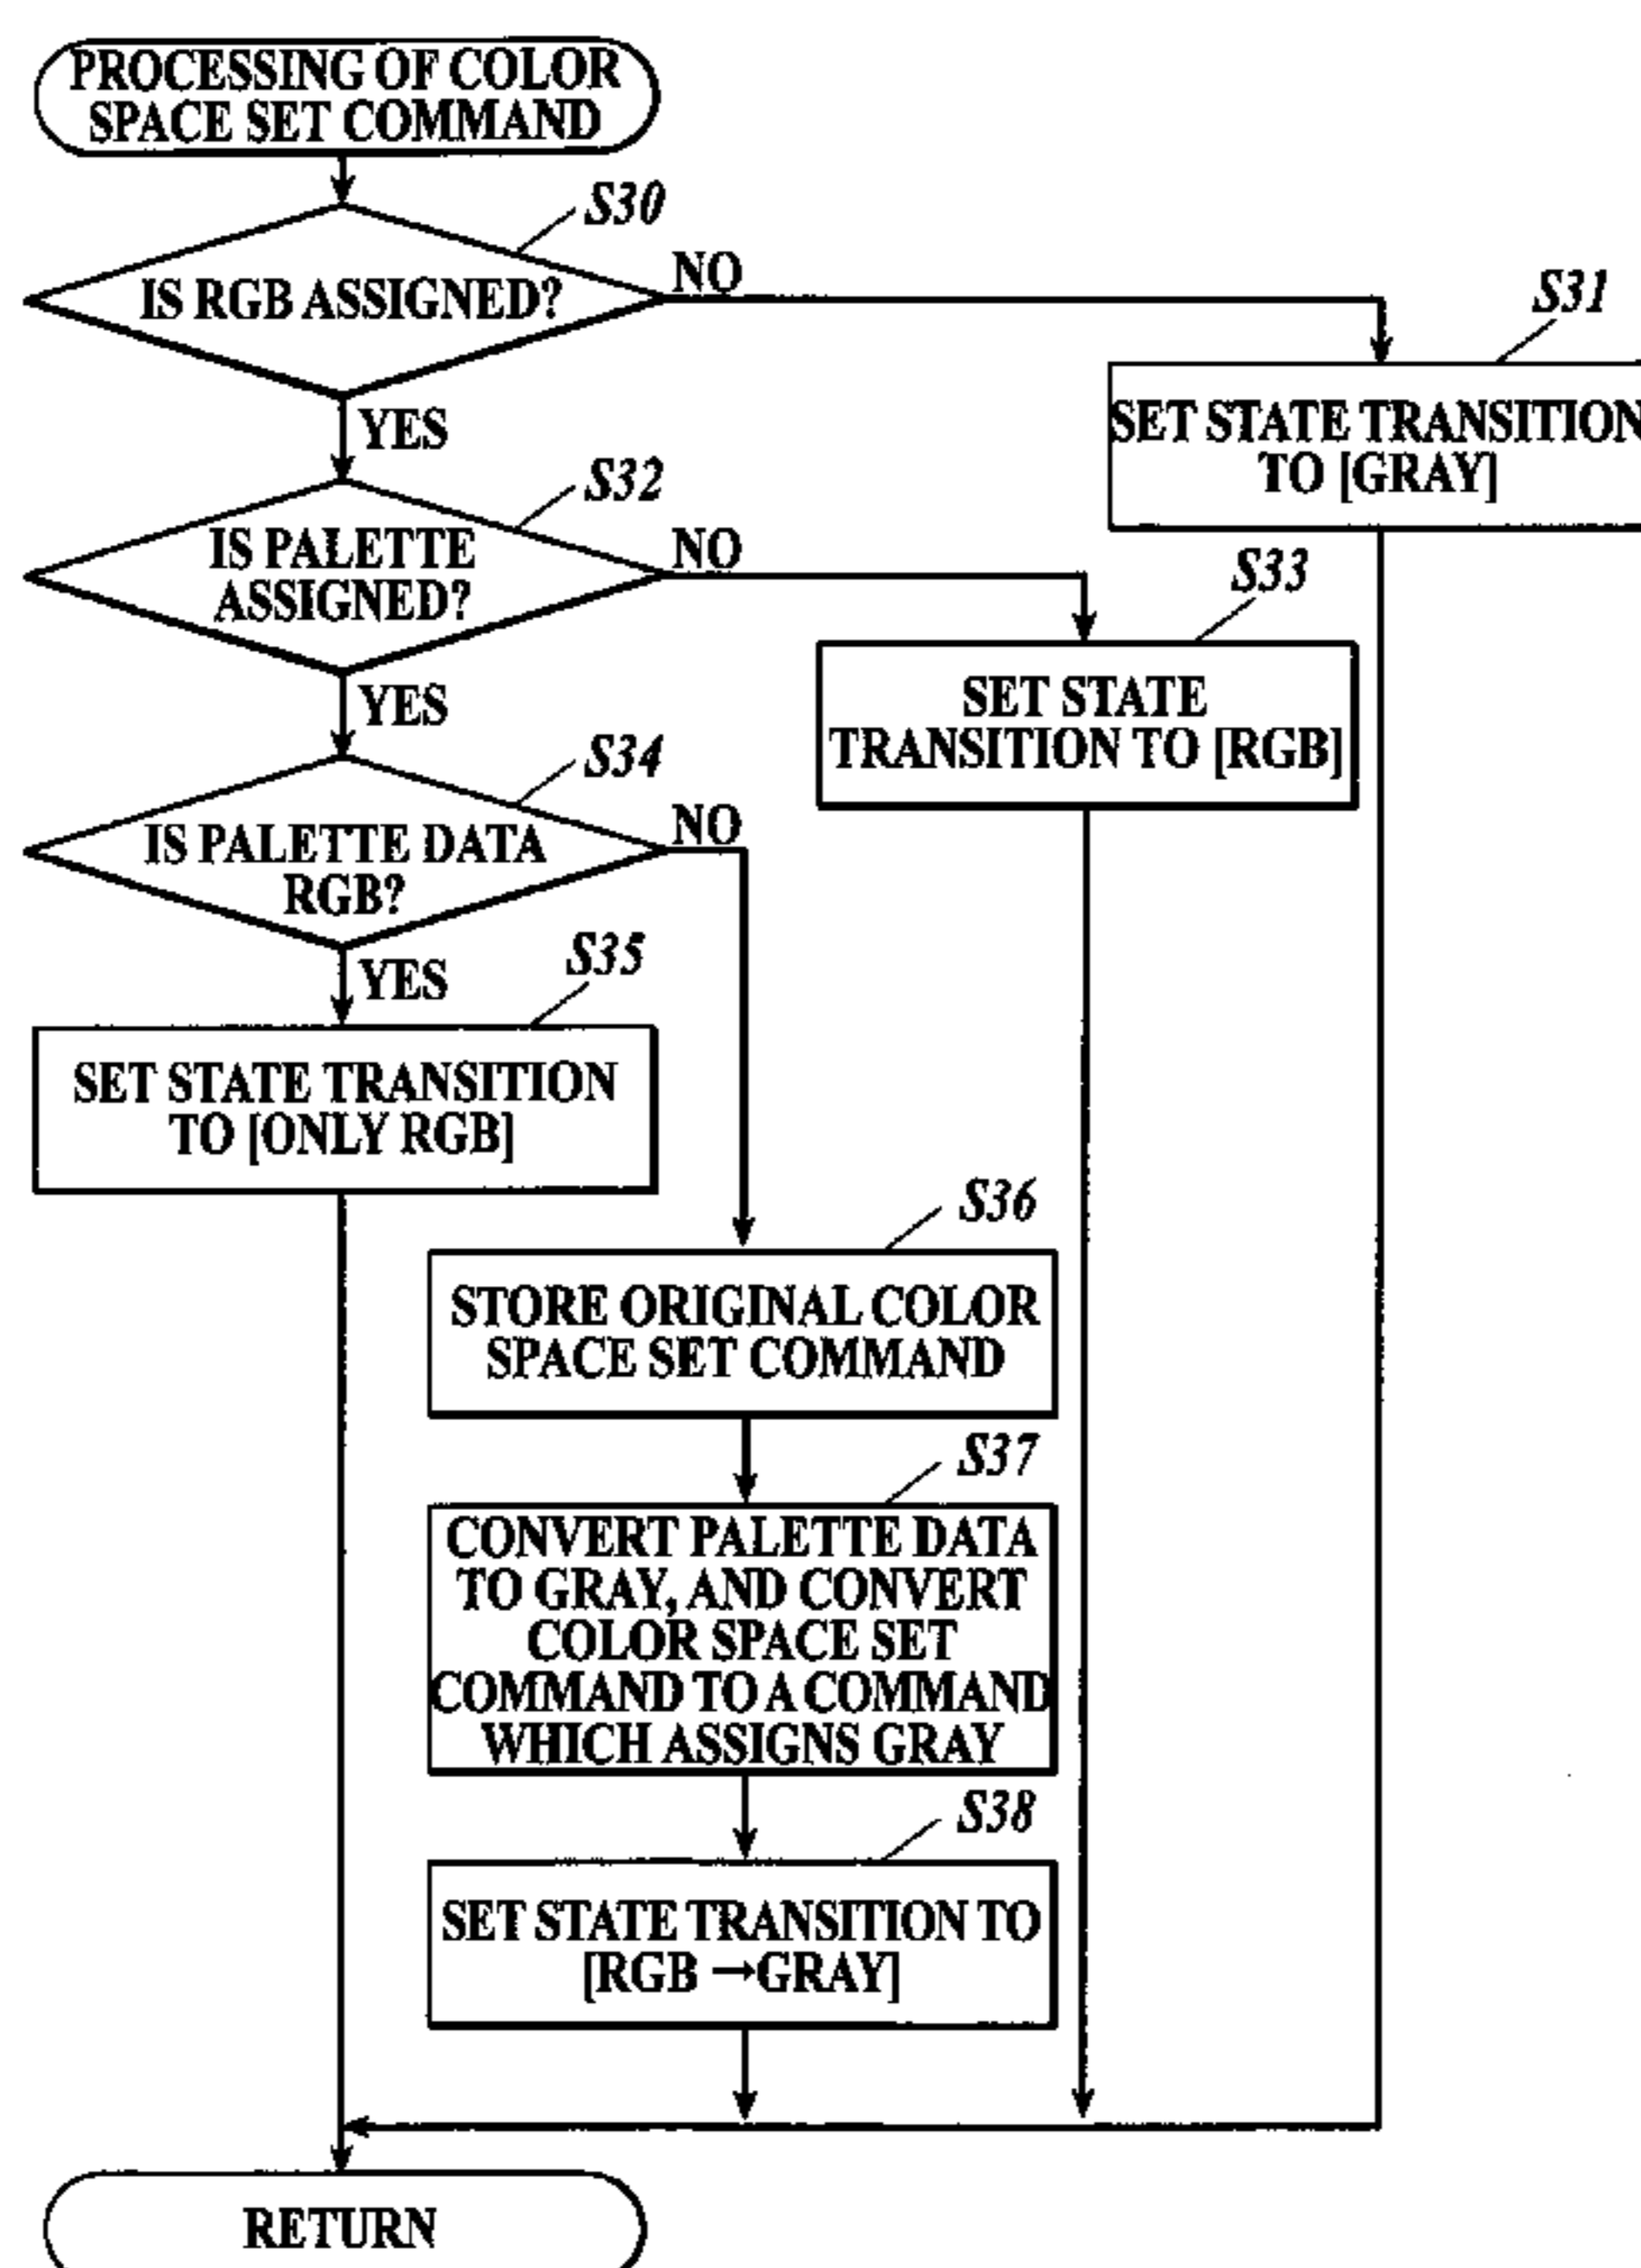 PROCESSING OF COLOR
SPACE SET COMMAND
S30
IS RGB ASSIGNED?
NO
YES
S31
SET STATE TRANSITION
TO [GRAY]
S32
IS PALETTE
ASSIGNED?
NO
YES
S33
SET STATE
TRANSITION TO [RGB]
S34
IS PALETTE DATA
RGB?
NO
YES
S35
SET STATE TRANSITION
TO [ONLY RGB]
S36
STORE ORIGINAL COLOR
SPACE SET COMMAND
S37
CONVERT PALETTE DATA
TO GRAY, AND CONVERT
COLOR SPACE SET
COMMAND TO A COMMAND
WHICH ASSIGNS GRAY
S38
SET STATE TRANSITION TO
[RGB →GRAY]
RETURN